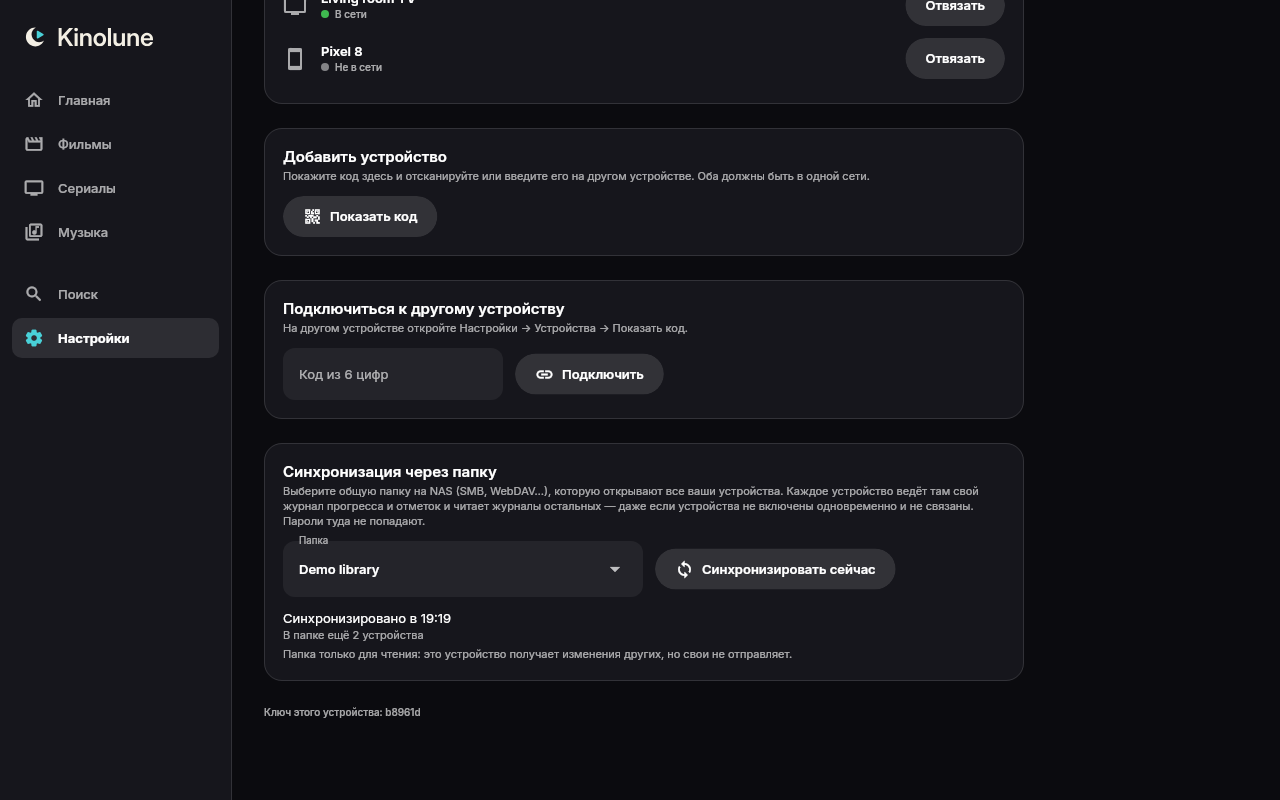 Kinolune
Главная
Фильмы
Сериалы
Музыка
Поиск
Настройки
Living room TV
В сети
Отвязать
Pixel 8
Не в сети
Отвязать
Добавить устройство
Покажите код здесь и отсканируйте или введите его на другом устройстве. Оба должны быть в одной сети.
Показать код
Подключиться к другому устройству
На другом устройстве откройте Настройки → Устройства → Показать код.
Код из 6 цифр
Подключить
Синхронизация через папку
Выберите общую папку на NAS (SMB, WebDAV…), которую открывают все ваши устройства. Каждое устройство ведёт там свой
журнал прогресса и отметок и читает журналы остальных — даже если устройства не включены одновременно и не связаны.
Пароли туда не попадают.
Папка
Demo library
Синхронизировать сейчас
Синхронизировано в 19:19
В папке ещё 2 устройства
Папка только для чтения: это устройство получает изменения других, но свои не отправляет.
Ключ этого устройства: b8961d